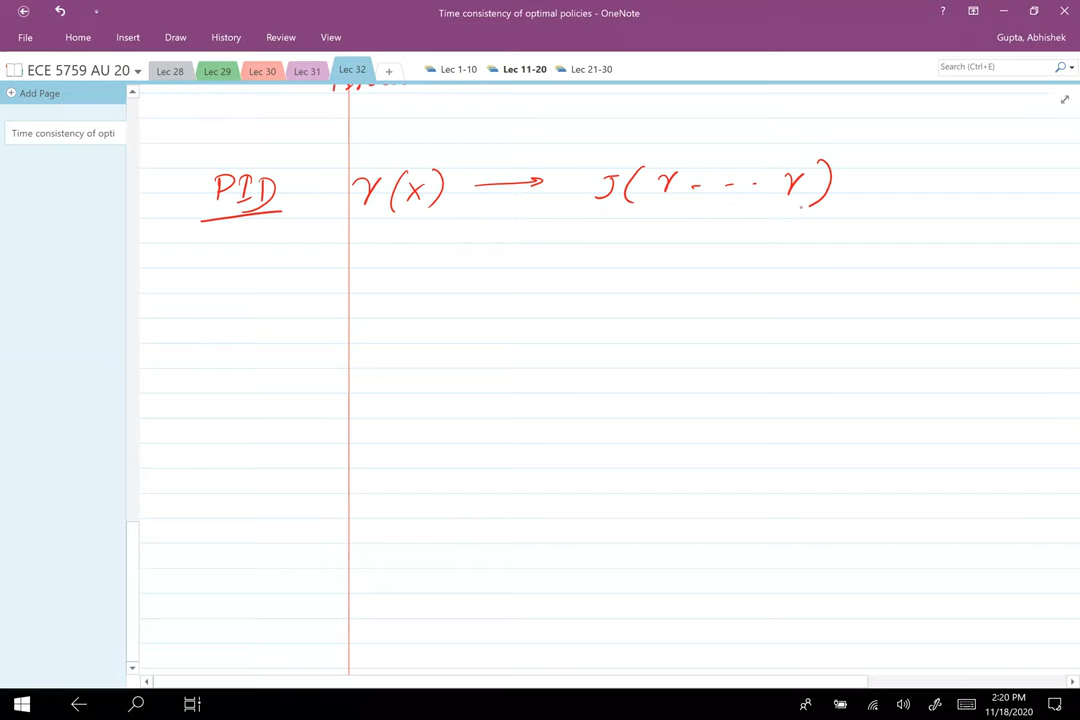 Time consistency of optimal policies - OneNote
?
File Home Insert Draw History Review View
Gupta, Abhishek
ECE 5759 AU 20
Lec 28 Lec 29 Lec 30 Lec 31 Lec 32 + Lec 1-10 Lec 11-20 Lec 21-30
Search (Ctrl+E)
Add Page
Time consistency of opti
PID γ(x) → J(γ - - - · · γ)
2:20 PM
11/18/2020